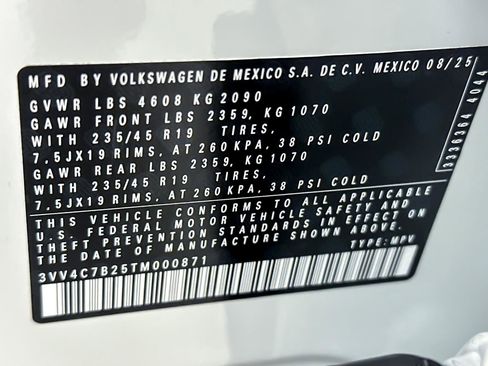 MFD BY VOLKSWAGEN DE MEXICO S.A. DE C.V. MEXICO 08/25
GVWR LBS 4608 KG 2090
GAWR FRONT LBS 2359, KG 1070
WITH 235/45 R19 TIRES,
7,5JX19 RIMS, AT 260KPA, 38 PSI COLD
GAWR REAR LBS 2359, KG 1070
WITH 235/45 R19 TIRES,
7,5JX19 RIMS, AT 260 KPA, 38 PSI COLD
THIS VEHICLE CONFORMS TO ALL APPLICABLE
U.S. FEDERAL MOTOR VEHICLE SAFETY AND
THEFT PREVENTION STANDARDS IN EFFECT ON
THE DATE OF MANUFACTURE SHOWN ABOVE.
3VV4C7B25TM000871 TYPE: MPV
3336364 4044